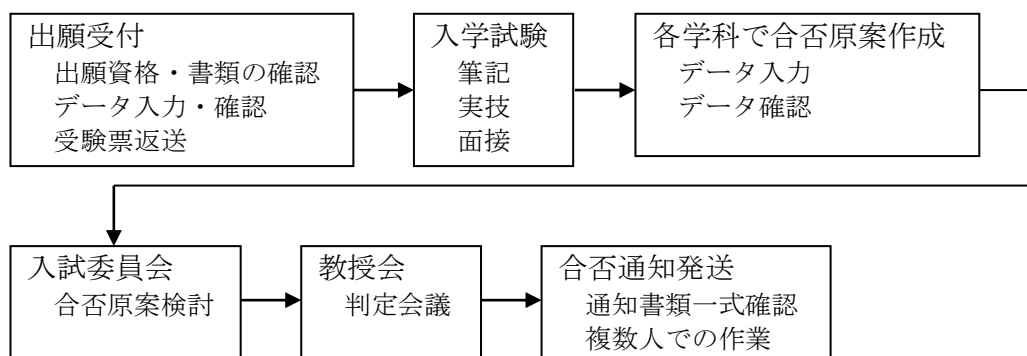 出願受付
出願資格・書類の確認
データ入力・確認
受験票返送
入学試験
筆記
実技
面接
各学科で合否原案作成
データ入力
データ確認
入試委員会
合否原案検討
教授会
判定会議
合否通知発送
通知書類一式確認
複数人での作業